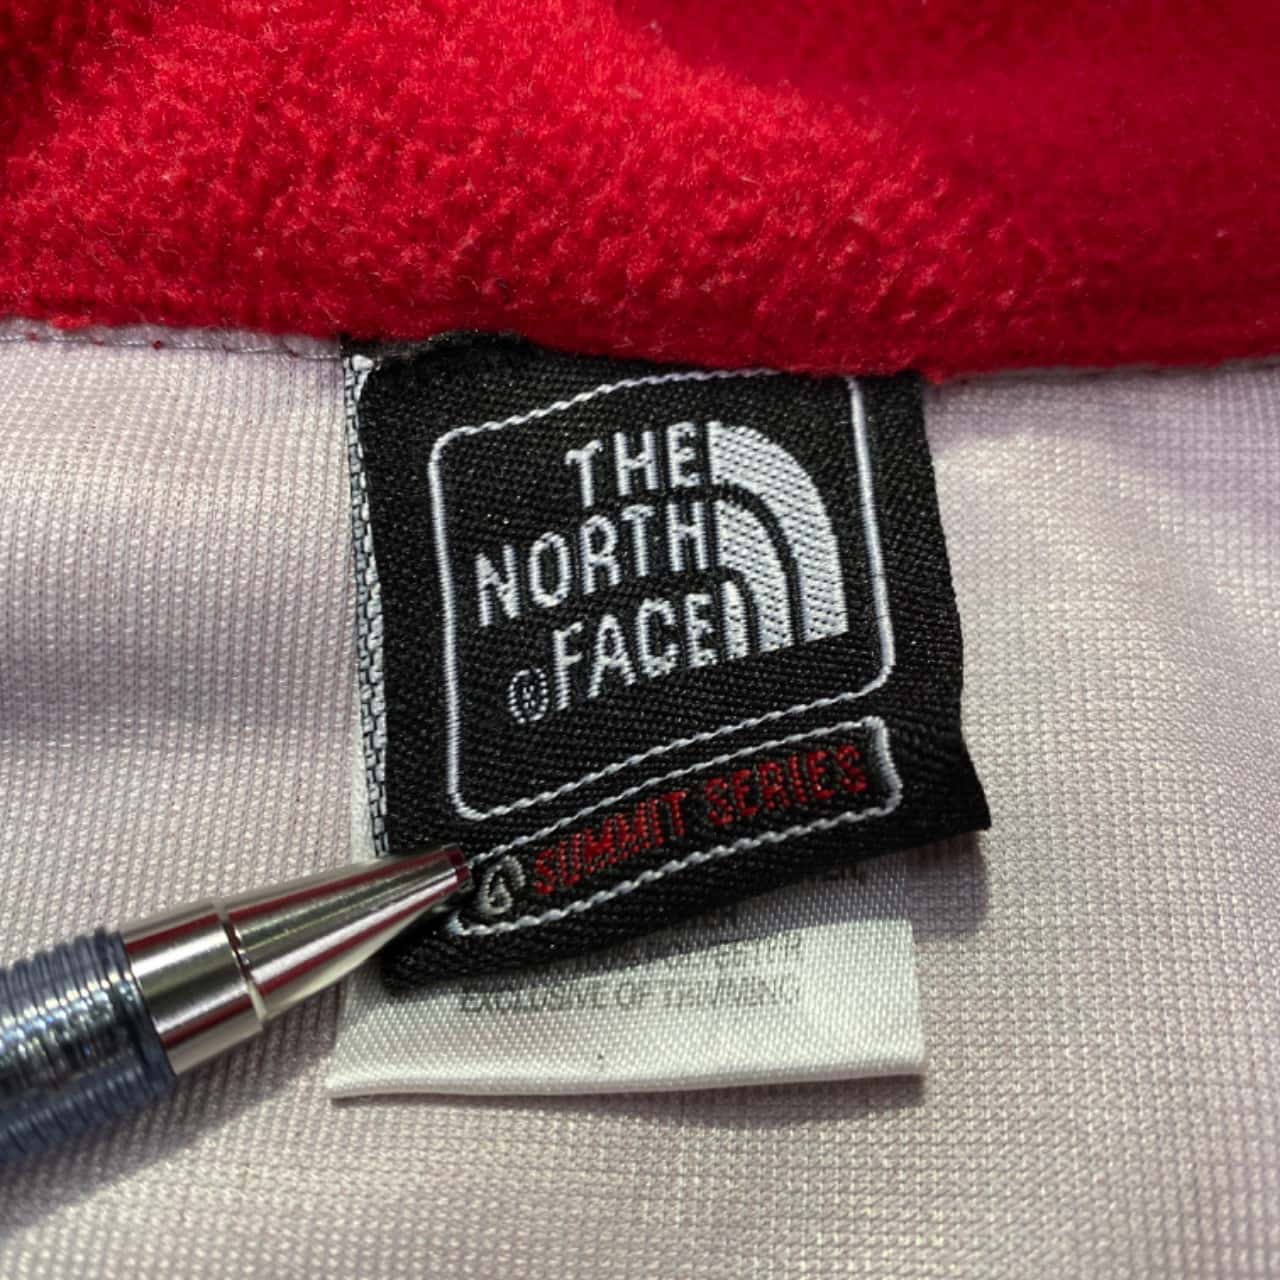 THE
NORTH
® FACE
SUMMIT SERIES
EXCLUSIVE OF TRIMMING